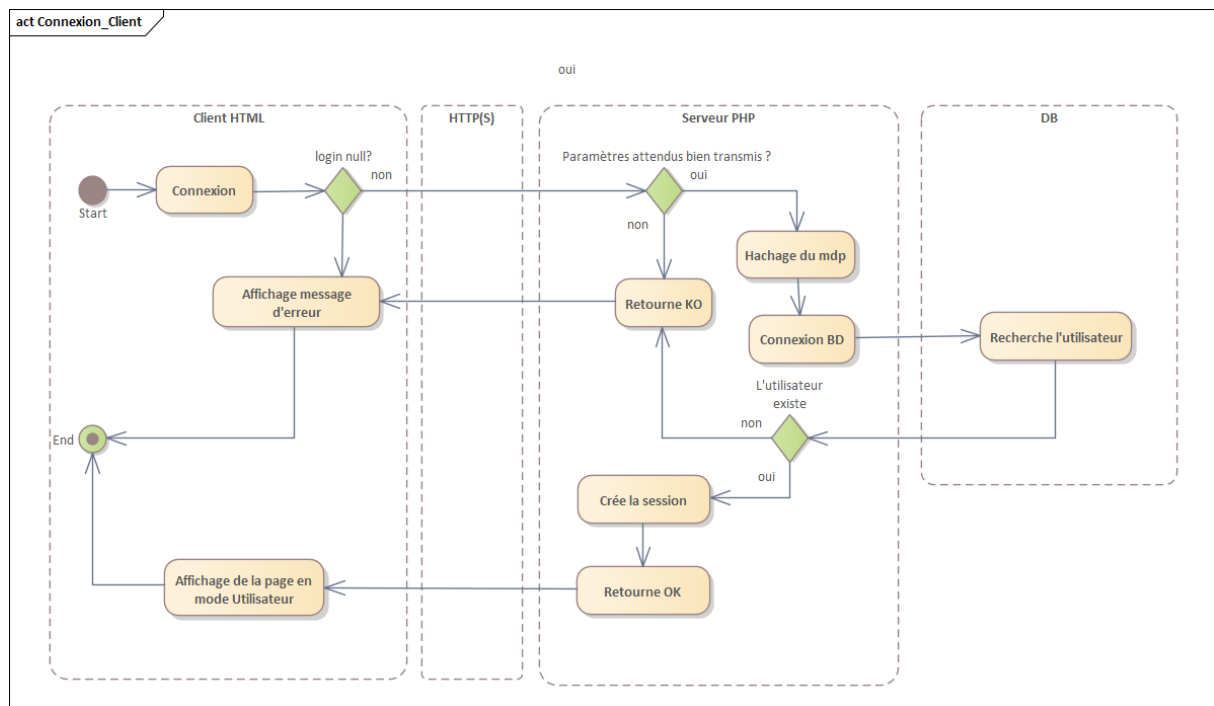 act Connexion_Client
oui
Client HTML
HTTP(S)
Serveur PHP
DB
login null?
Paramètres attendus bien transmis ?
non
oui
Connexion
Start
non
Hachage du mdp
Affichage message
d'erreur
Retourne KO
Connexion BD
Recherche l'utilisateur
L'utilisateur
existe
non
End
oui
Crée la session
Affichage de la page en
mode Utilisateur
Retourne OK